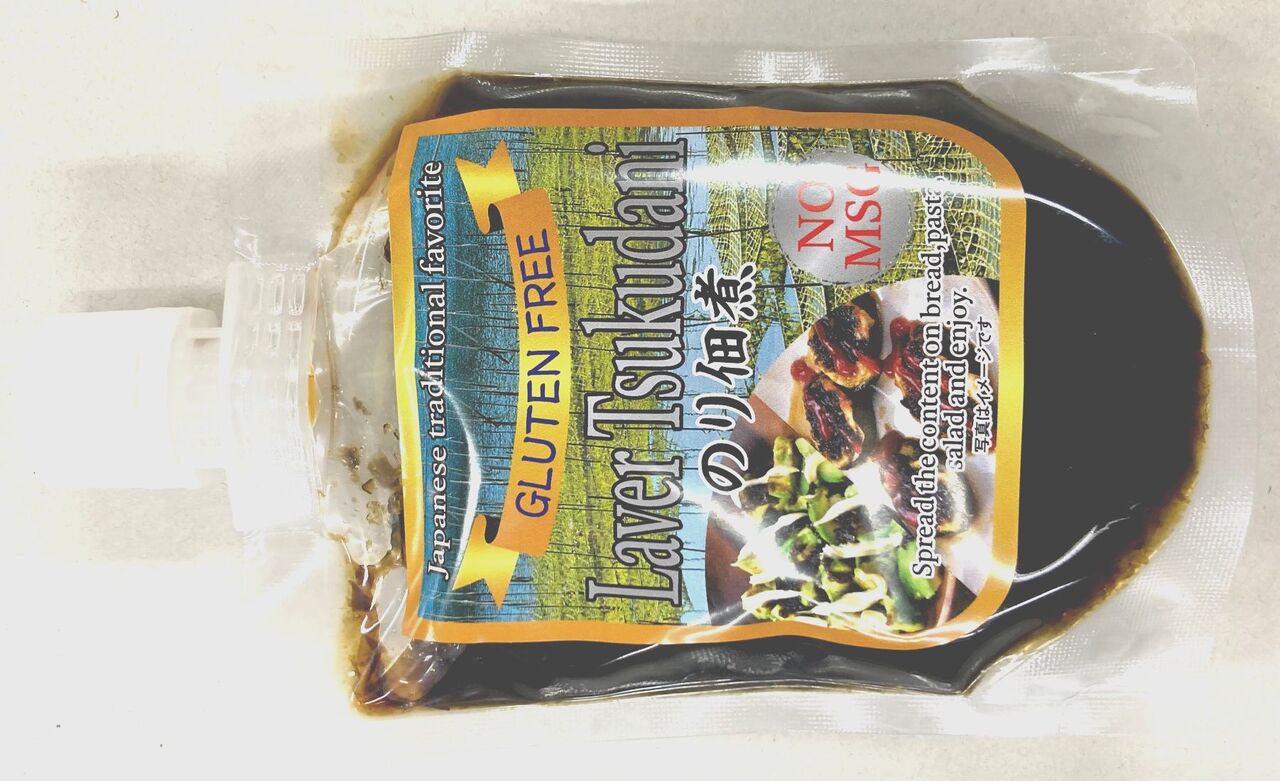 Japanese traditional favorite
GLUTEN FREE
Laver Tsukudani
のり佃煮
NO
MSG
Spread the content on bread, pasta,
salad and enjoy.
写真はイメージです